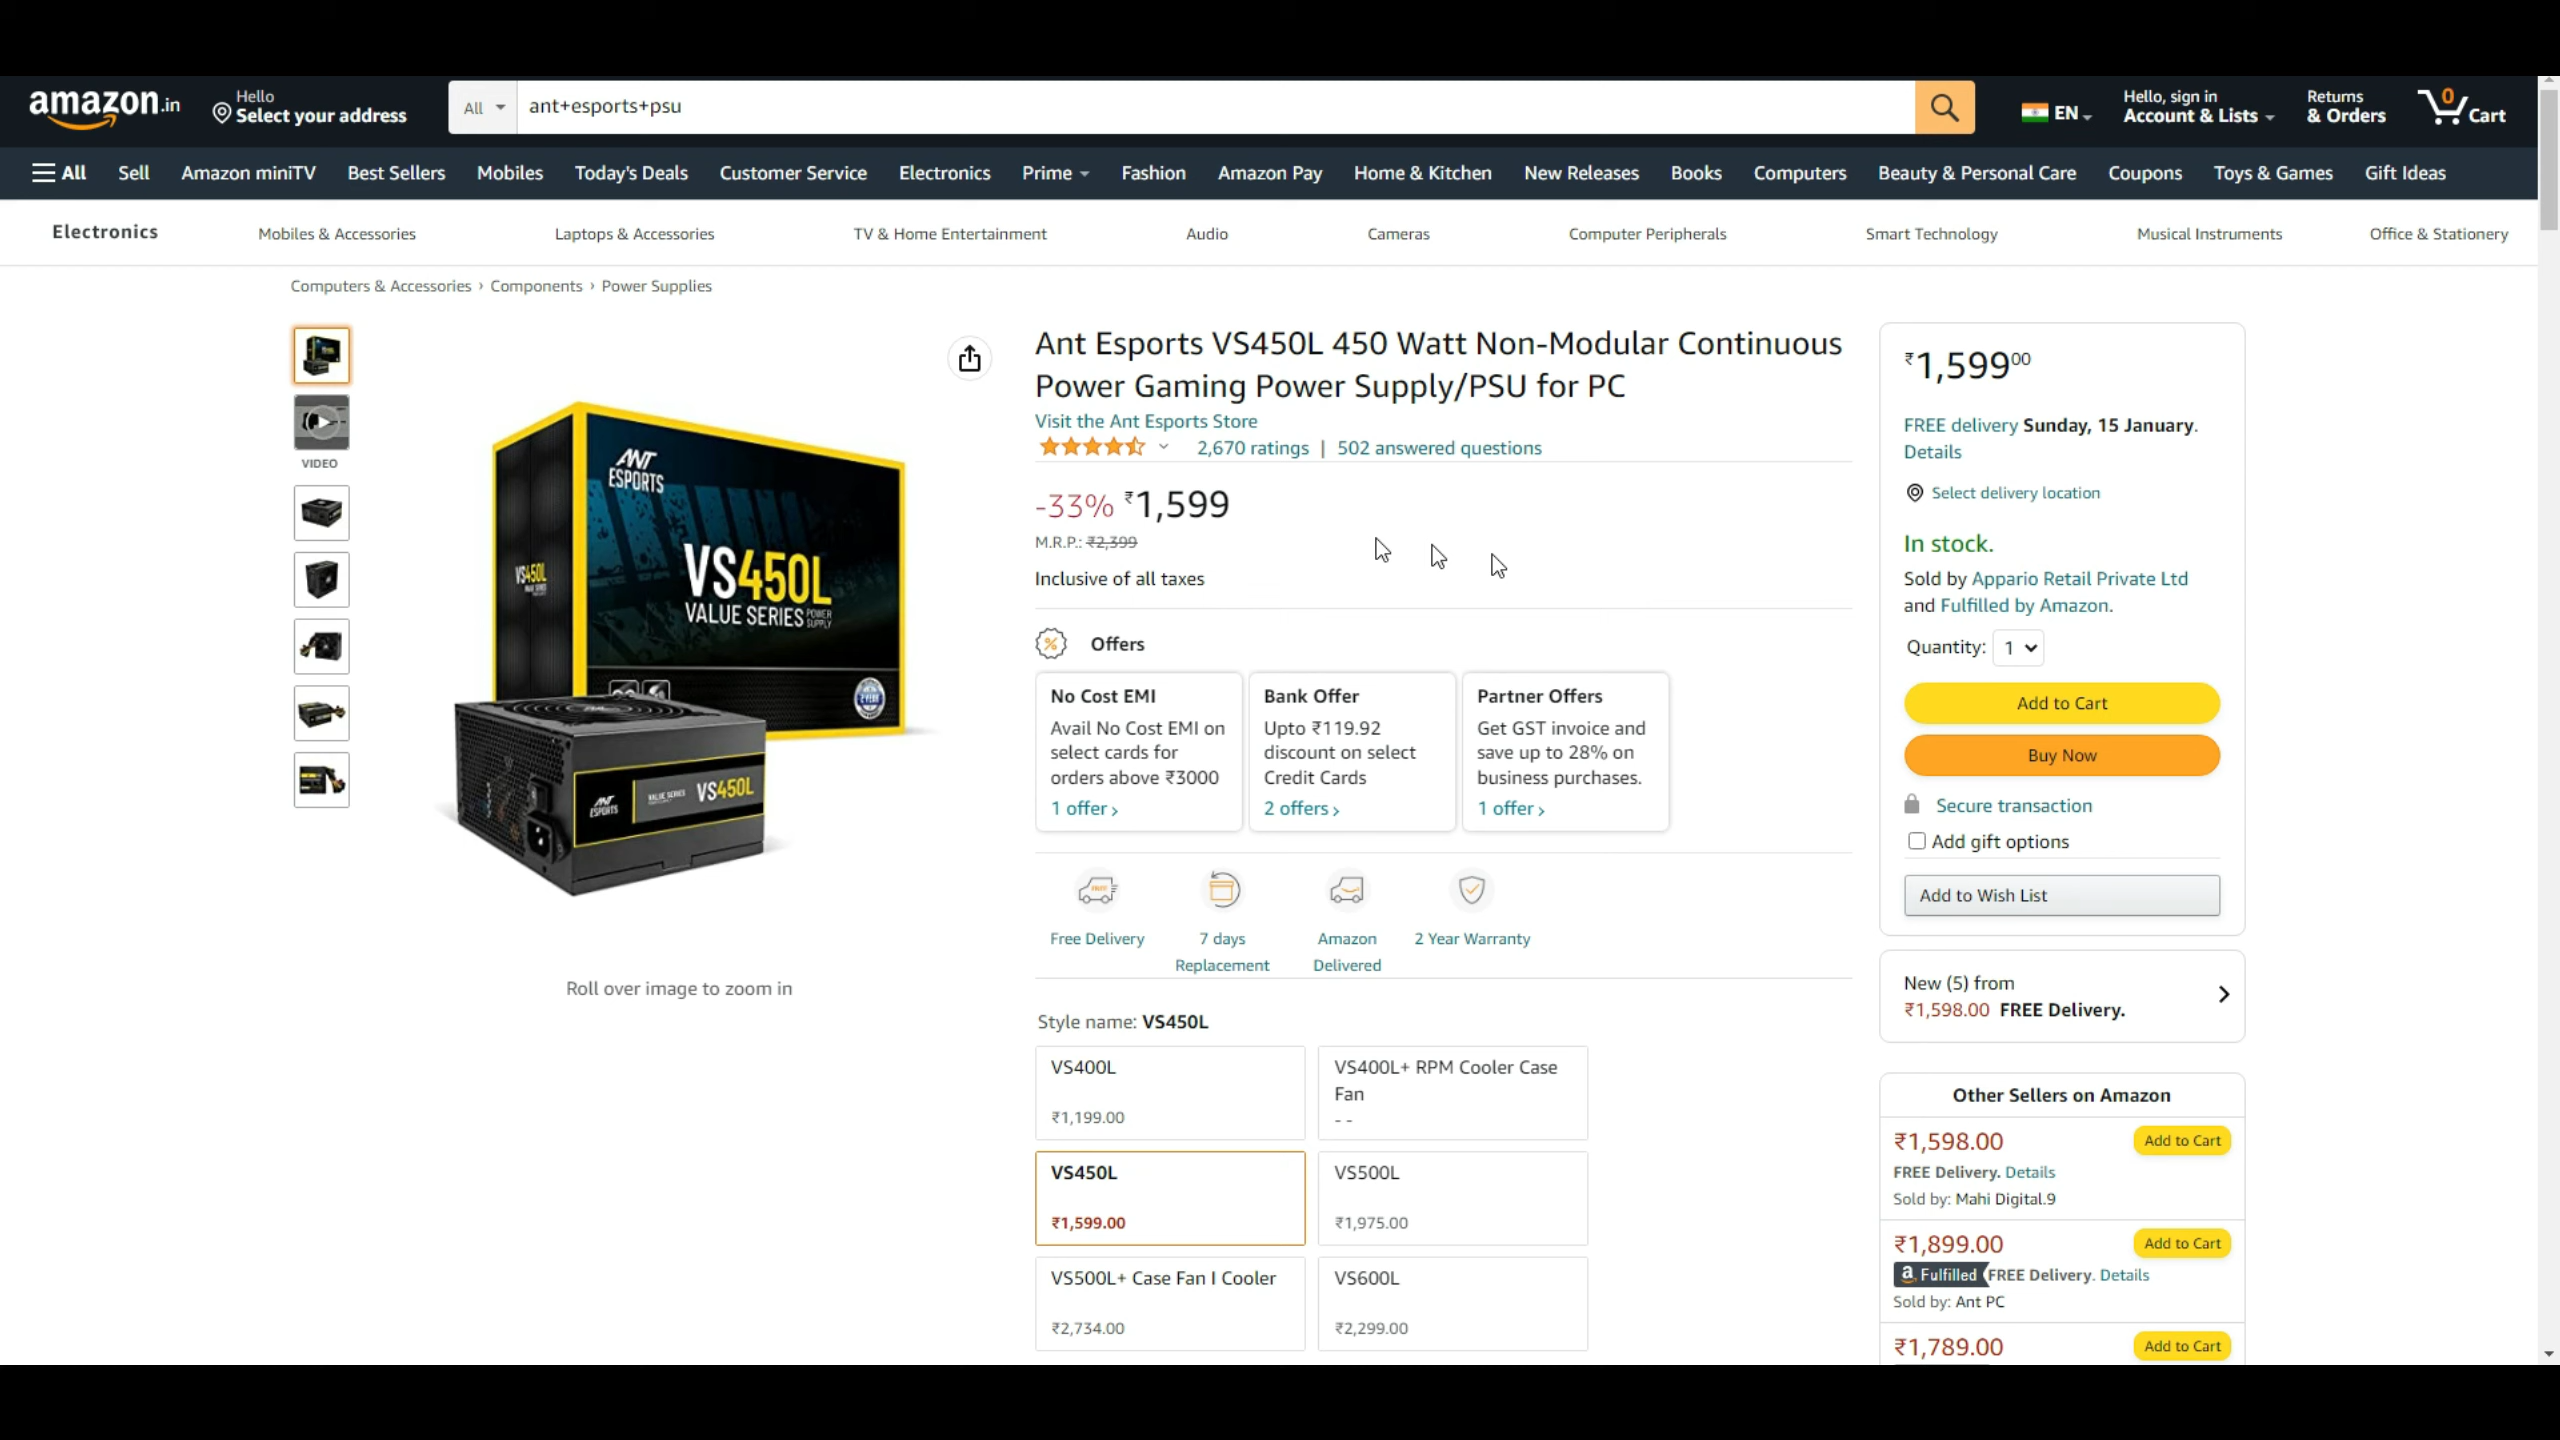 amazon.in
Hello
Select your address
All
ant+esports+psu
EN
Hello, sign in
Account & Lists
Returns
& Orders
0
Cart
All
Sell
Amazon miniTV
Best Sellers
Mobiles
Today's Deals
Customer Service
Electronics
Prime
Fashion
Amazon Pay
Home & Kitchen
New Releases
Books
Computers
Beauty & Personal Care
Coupons
Toys & Games
Gift Ideas
Electronics
Mobiles & Accessories
Laptops & Accessories
TV & Home Entertainment
Audio
Cameras
Computer Peripherals
Smart Technology
Musical Instruments
Office & Stationery
Computers & Accessories › Components › Power Supplies
VIDEO
ANT
ESPORTS
VS450L
VALUE SERIES POWER SUPPLY
VS450L
ANT
ESPORTS
VALUE SERIES
VS450L
Roll over image to zoom in
Ant Esports VS450L 450 Watt Non-Modular Continuous
Power Gaming Power Supply/PSU for PC
Visit the Ant Esports Store
2,670 ratings | 502 answered questions
-33% ₹1,599
M.R.P.: ₹2,399
Inclusive of all taxes
Offers
No Cost EMI
Avail No Cost EMI on
select cards for
orders above ₹3000
1 offer ›
Bank Offer
Upto ₹119.92
discount on select
Credit Cards
2 offers ›
Partner Offers
Get GST invoice and
save up to 28% on
business purchases.
1 offer ›
Free Delivery
7 days
Replacement
Amazon
Delivered
2 Year Warranty
Style name: VS450L
VS400L
₹1,199.00
VS400L+ RPM Cooler Case
Fan
- -
VS450L
₹1,599.00
VS500L
₹1,975.00
VS500L+ Case Fan I Cooler
₹2,734.00
VS600L
₹2,299.00
₹1,599 00
FREE delivery Sunday, 15 January.
Details
Select delivery location
In stock.
Sold by Appario Retail Private Ltd
and Fulfilled by Amazon.
Quantity: 1
Add to Cart
Buy Now
Secure transaction
Add gift options
Add to Wish List
New (5) from
₹1,598.00 FREE Delivery.
Other Sellers on Amazon
₹1,598.00
Add to Cart
FREE Delivery. Details
Sold by: Mahi Digital.9
₹1,899.00
Add to Cart
a Fulfilled FREE Delivery. Details
Sold by: Ant PC
₹1,789.00
Add to Cart